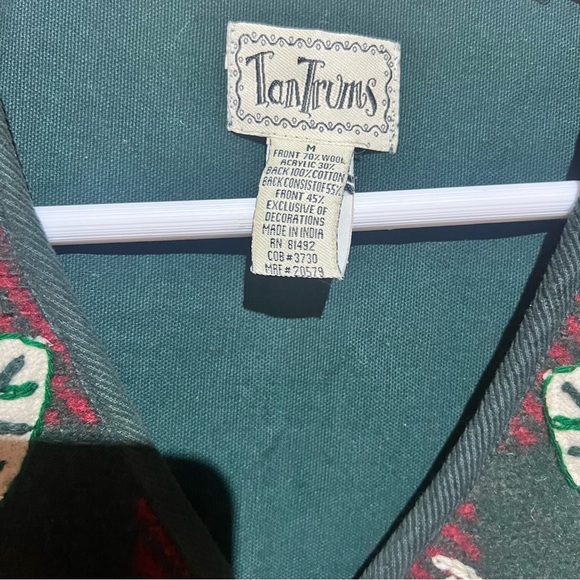 TanTrums
M
FRONT 70% WOOL
ACRYLIC 30%
BACK 100% COTTON
BACK CONSIST OF 55%
FRONT 45%
EXCLUSIVE OF
DECORATIONS
MADE IN INDIA
RN 81492
COB # 3730
MRF # 20579